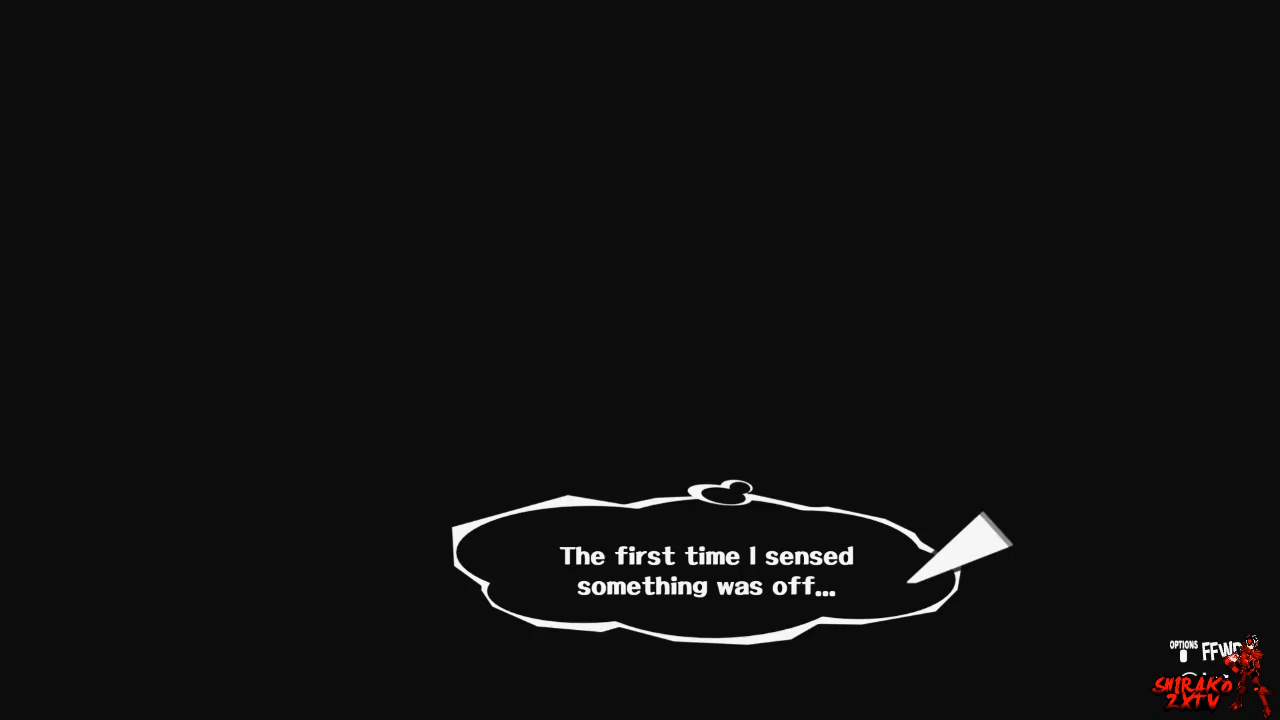 The first time I sensed
something was off...
OPTIONS
FFWD
SHIRAKO
ZXTV